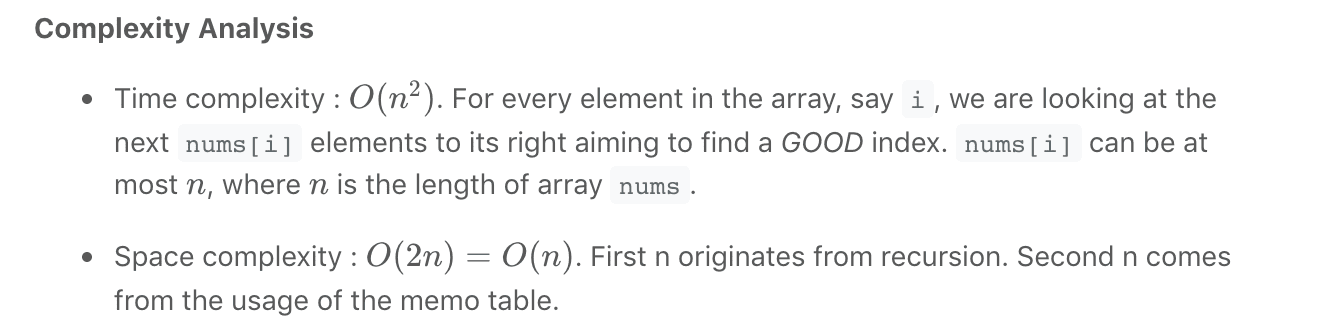 Complexity Analysis
• Time complexity : O(n²). For every element in the array, say i , we are looking at the
next nums[i] elements to its right aiming to find a GOOD index. nums[i] can be at
most n, where n is the length of array nums .
• Space complexity : O(2n) = O(n). First n originates from recursion. Second n comes
from the usage of the memo table.